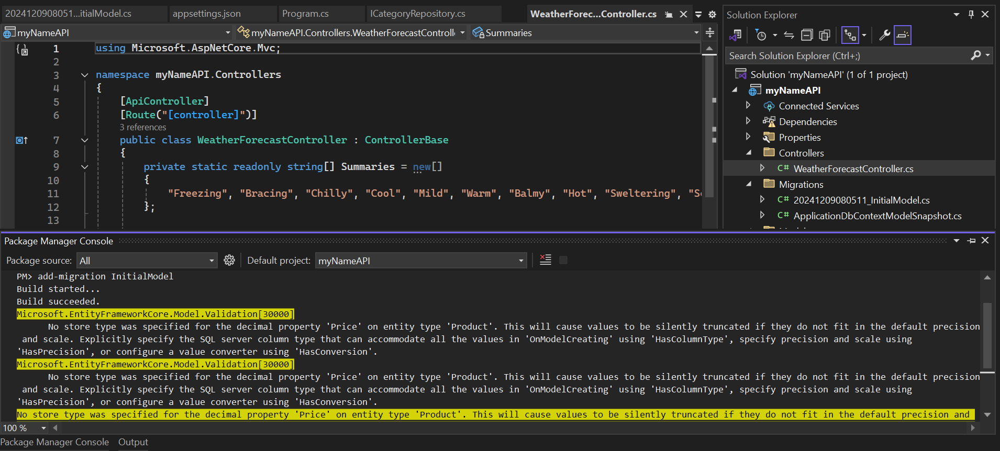 2024120908051...itialModel.cs
appsettings.json
Program.cs
ICategoryRepository.cs
WeatherForec...Controller.cs
myNameAPI
myNameAPI.Controllers.WeatherForecastControll
Summaries
1 using Microsoft.AspNetCore.Mvc;
2
3 namespace myNameAPI.Controllers
4 {
5 [ApiController]
6 [Route("[controller]")]
3 references
7 public class WeatherForecastController : ControllerBase
8 {
9 private static readonly string[] Summaries = new[]
10 {
11 "Freezing", "Bracing", "Chilly", "Cool", "Mild", "Warm", "Balmy", "Hot", "Sweltering",
12 };
13
Solution Explorer
Search Solution Explorer (Ctrl+;)
Solution 'myNameAPI' (1 of 1 project)
myNameAPI
Connected Services
Dependencies
Properties
Controllers
C# WeatherForecastController.cs
Migrations
C# 20241209080511_InitialModel.cs
C# ApplicationDbContextModelSnapshot.cs
Package Manager Console
Package source: All
Default project: myNameAPI
PM> add-migration InitialModel
Build started...
Build succeeded.
Microsoft.EntityFrameworkCore.Model.Validation[30000]
No store type was specified for the decimal property 'Price' on entity type 'Product'. This will cause values to be silently truncated if they do not fit in the default precision
and scale. Explicitly specify the SQL server column type that can accommodate all the values in 'OnModelCreating' using 'HasColumnType', specify precision and scale using
'HasPrecision', or configure a value converter using 'HasConversion'.
Microsoft.EntityFrameworkCore.Model.Validation[30000]
No store type was specified for the decimal property 'Price' on entity type 'Product'. This will cause values to be silently truncated if they do not fit in the default precision
and scale. Explicitly specify the SQL server column type that can accommodate all the values in 'OnModelCreating' using 'HasColumnType', specify precision and scale using
'HasPrecision', or configure a value converter using 'HasConversion'.
No store type was specified for the decimal property 'Price' on entity type 'Product'. This will cause values to be silently truncated if they do not fit in the default precision and
100 %
Package Manager Console
Output